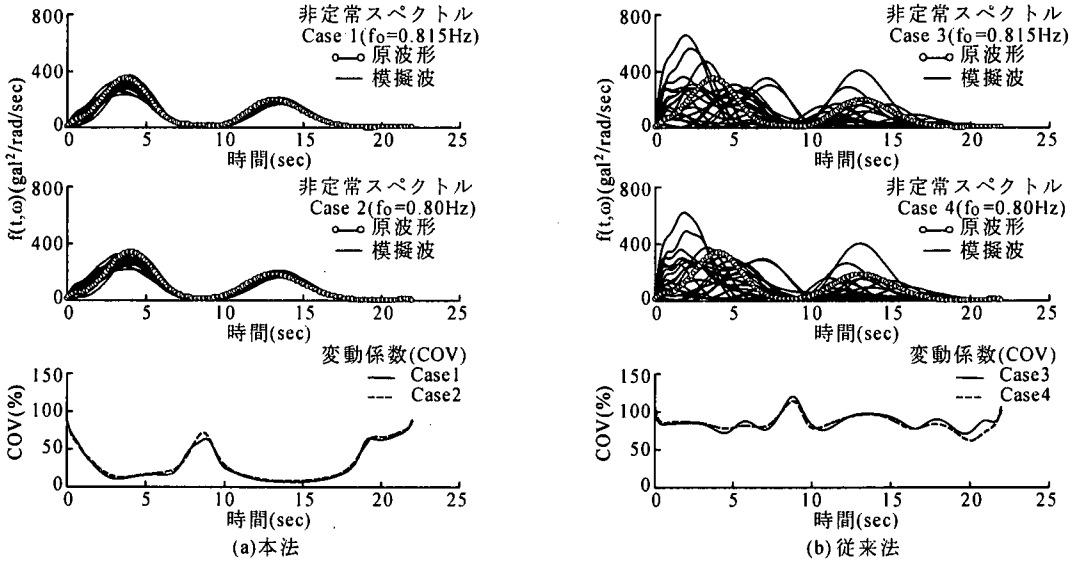 非定常スペクトル
Case 1(f0=0.815Hz)
原波形
模擬波
800
400
0
0 5 10 15 20 25
時間(sec)
f(t,ω)(gal²/rad/sec)
非定常スペクトル
Case 2(f0=0.80Hz)
原波形
模擬波
800
400
0
0 5 10 15 20 25
時間(sec)
変動係数(COV)
Case1
Case2
COV(%)
150
100
50
0
0 5 10 15 20 25
時間(sec)
(a)本法
非定常スペクトル
Case 3(f0=0.815Hz)
原波形
模擬波
800
400
0
0 5 10 15 20 25
時間(sec)
f(t,ω)(gal²/rad/sec)
非定常スペクトル
Case 4(f0=0.80Hz)
原波形
模擬波
800
400
0
0 5 10 15 20 25
時間(sec)
変動係数(COV)
Case3
Case4
COV(%)
150
100
50
0
0 5 10 15 20 25
時間(sec)
(b)従来法